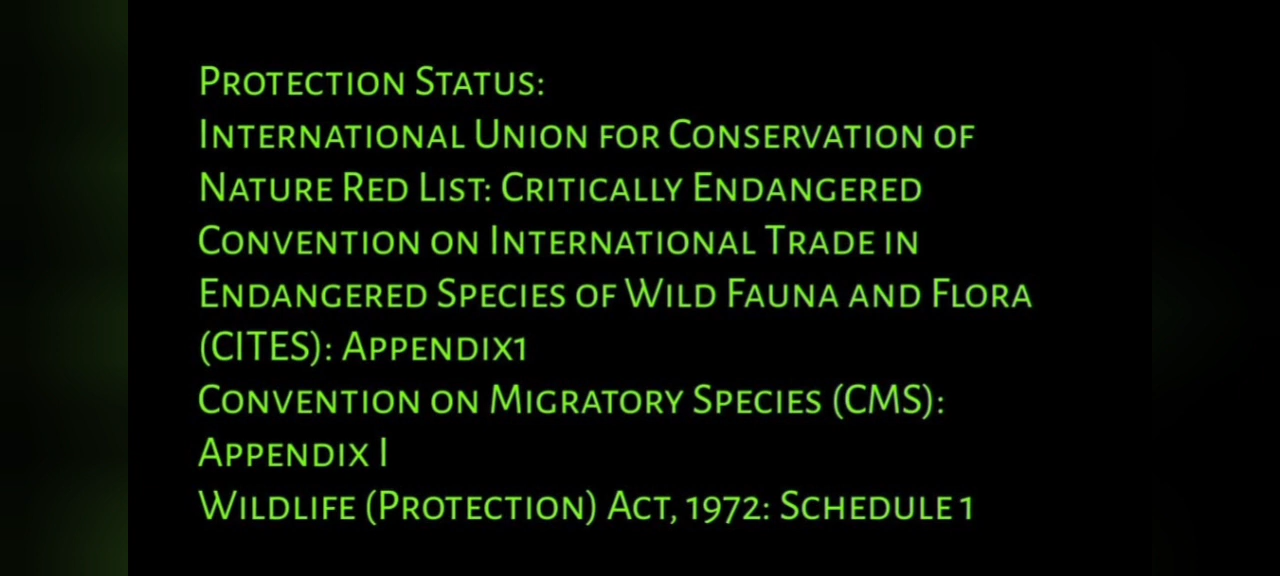 Protection Status:
International Union for Conservation of
Nature Red List: Critically Endangered
Convention on International Trade in
Endangered Species of Wild Fauna and Flora
(CITES): Appendix1
Convention on Migratory Species (CMS):
Appendix I
Wildlife (Protection) Act, 1972: Schedule 1